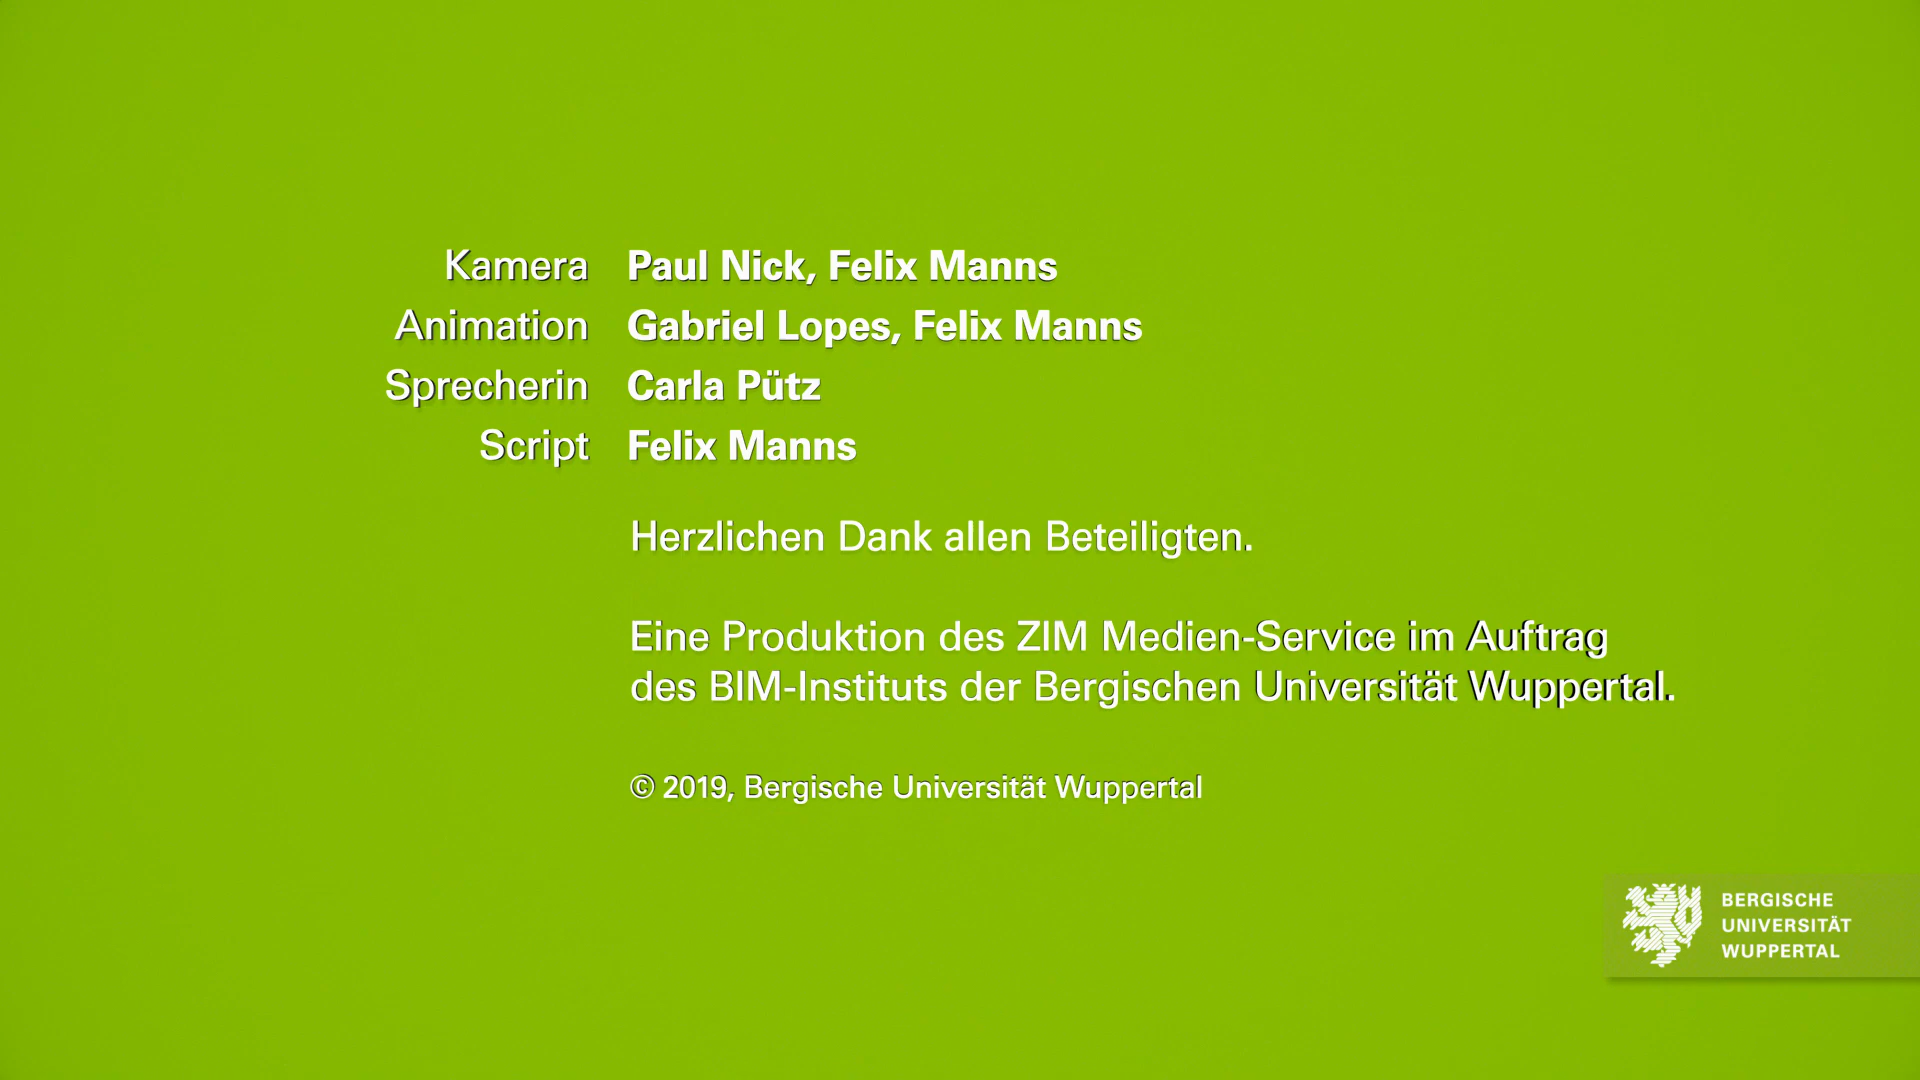 Kamera Paul Nick, Felix Manns
Animation Gabriel Lopes, Felix Manns
Sprecherin Carla Pütz
Script Felix Manns
Herzlichen Dank allen Beteiligten.
Eine Produktion des ZIM Medien-Service im Auftrag
des BIM-Instituts der Bergischen Universität Wuppertal.
© 2019, Bergische Universität Wuppertal
BERGISCHE
UNIVERSITÄT
WUPPERTAL